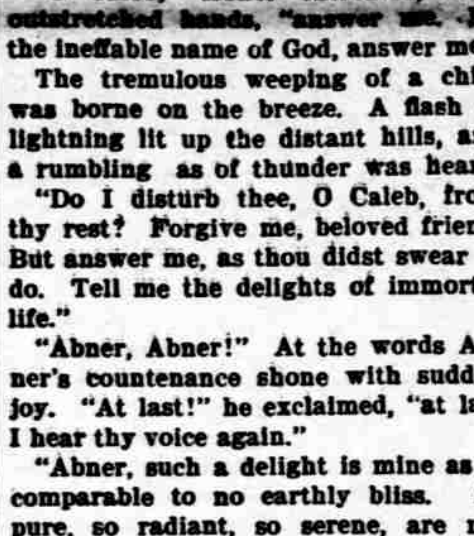 outstretched hands, "answer me.
the ineffable name of God, answer me
The tremulous weeping of a chi
was borne on the breeze. A flash
lightning lit up the distant hills, a
a rumbling as of thunder was hear
"Do I disturb thee, O Caleb, fro
thy rest? Forgive me, beloved frien
But answer me, as thou didst swear
do. Tell me the delights of immort
life."
"Abner, Abner!" At the words A
ner's countenance shone with sudd
joy. "At last!" he exclaimed, "at la
I hear thy voice again."
"Abner, such a delight is mine as
comparable to no earthly bliss.
pure, so radiant, so serene, are